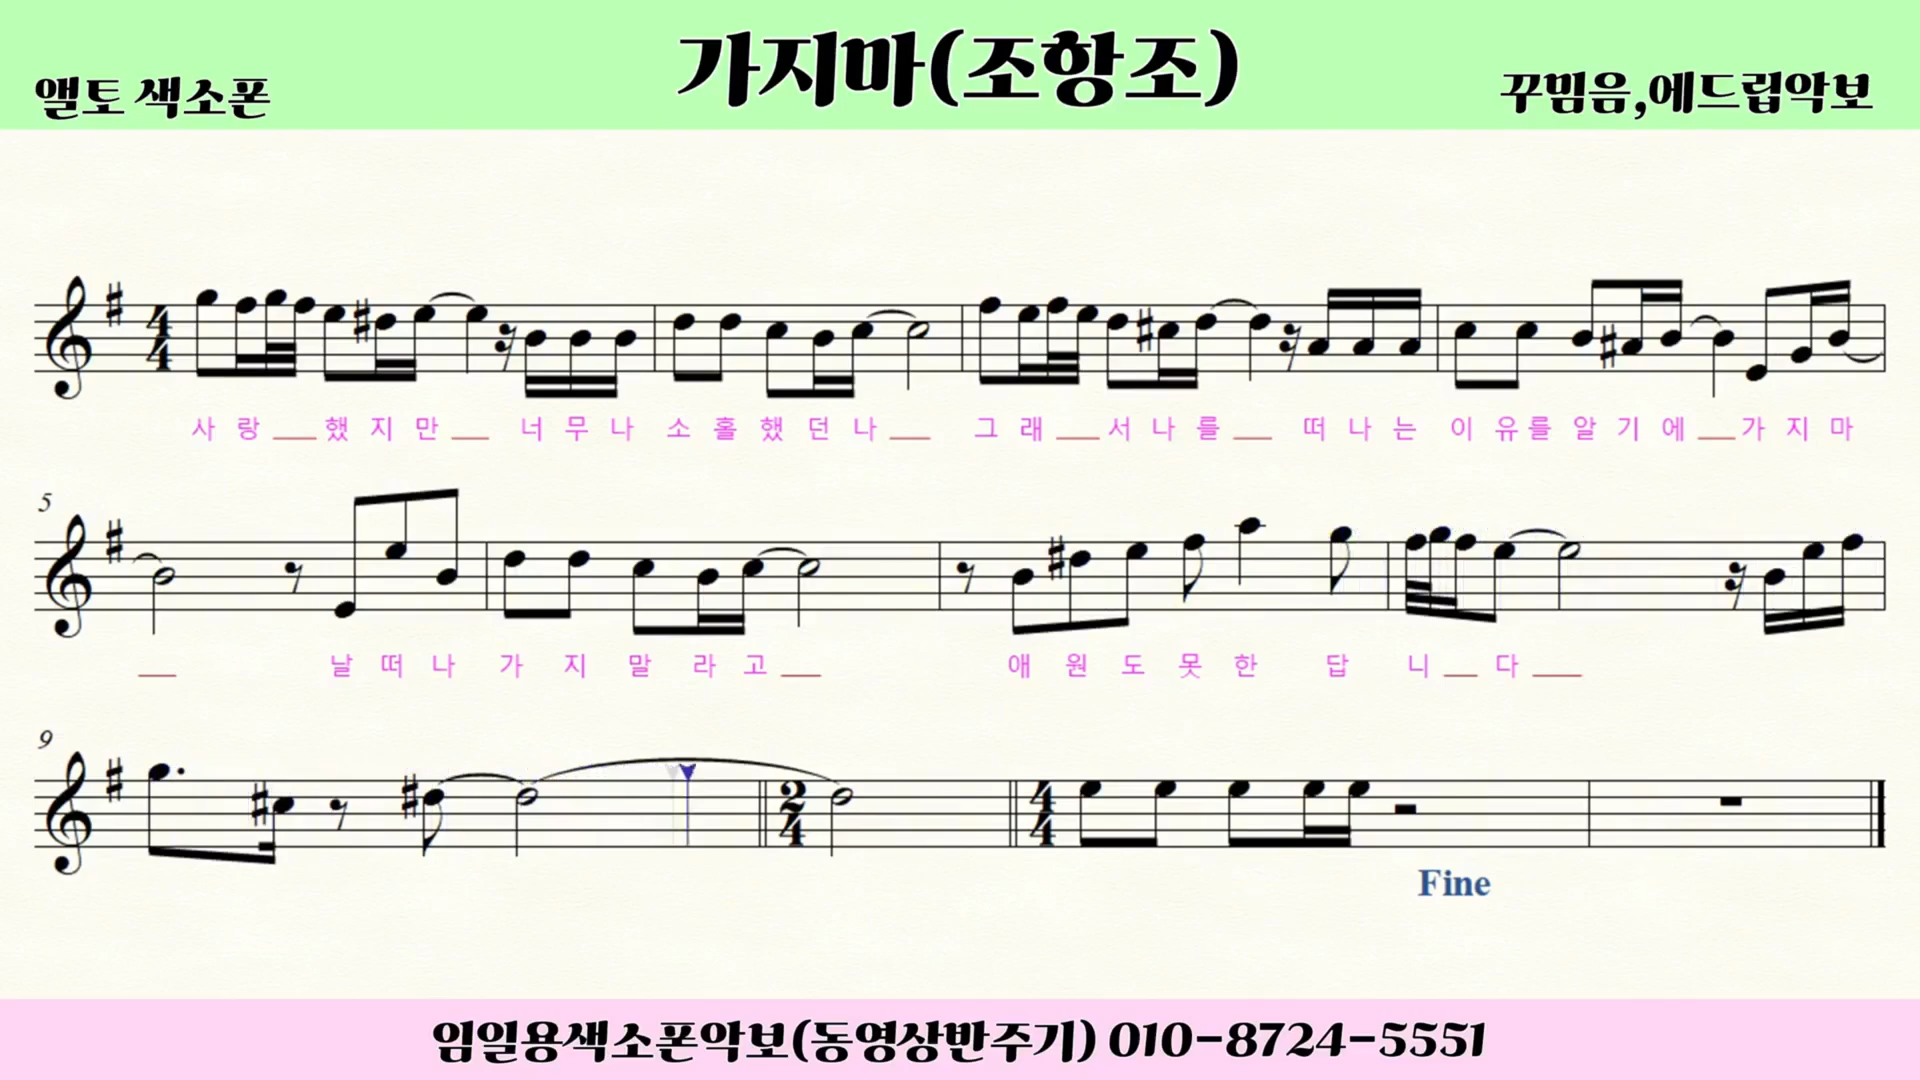 가지마(조항조)
앨토 색소폰
꾸밈음,에드립악보
사 랑 __ 했 지 만 __ 너 무 나 소 홀 했 던 나 __ 그 래 __ 서 나 를 __ 떠 나 는 이 유 를 알 기 에 __ 가 지 마
5
__ 날 떠 나 가 지 말 라 고 __ 애 원 도 못 한 답 니 __ 다 __
9
Fine
임일용색소폰악보(동영상반주기) 010-8724-5551